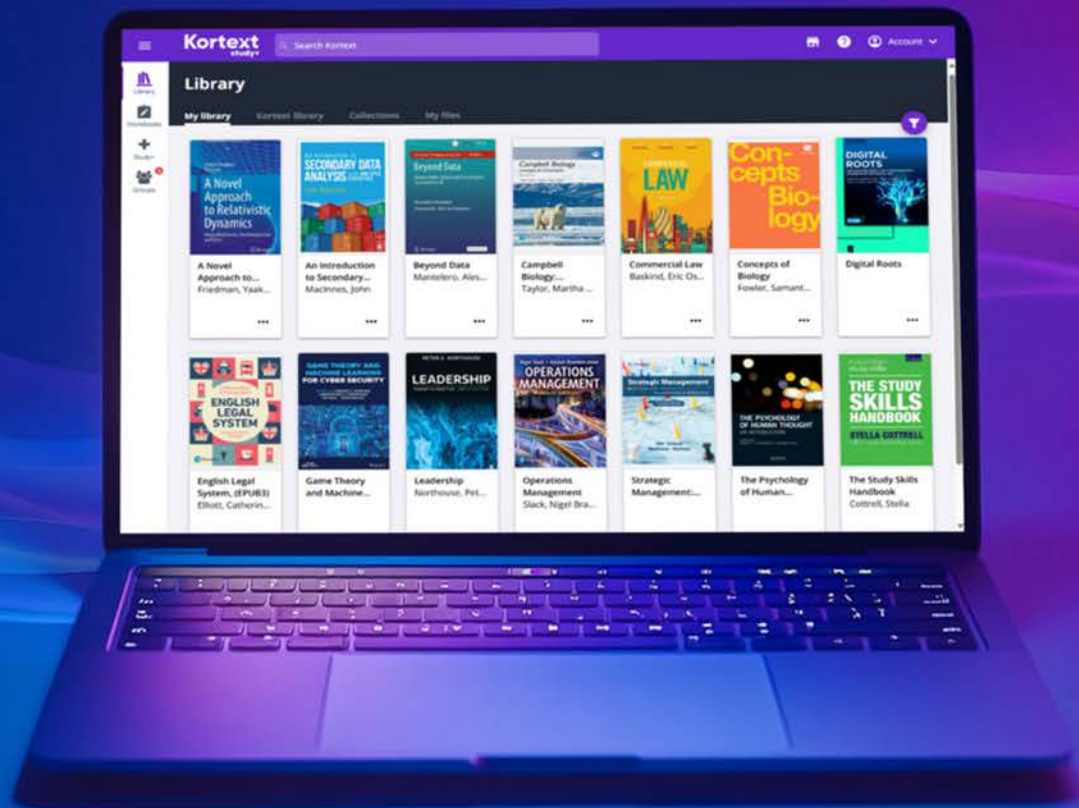 Kortext
study+
Search Kortext
Account
Library
Library
My library
Kortext library
Collections
My files
Workbooks
Study+
Groups
A Novel
Approach
to Relativistic
Dynamics
SECONDARY DATA
ANALYSIS
Beyond Data
Campbell Biology
COMMERCIAL
LAW
Con-
cepts
Bio-
logy
DIGITAL
ROOTS
A Novel
Approach to...
Friedman, Yaak...
An Introduction
to Secondary...
MacInnes, John
Beyond Data
Mantelero, Ales...
Campbell
Biology:...
Taylor, Martha ...
Commercial Law
Baskind, Eric Os...
Concepts of
Biology
Fowler, Samant...
Digital Roots
ENGLISH
LEGAL
SYSTEM
GAME THEORY AND
MACHINE LEARNING
FOR CYBER SECURITY
PETER G. NORTHOUSE
LEADERSHIP
OPERATIONS
MANAGEMENT
Strategic Management
THE PSYCHOLOGY
OF HUMAN THOUGHT
AN INTRODUCTION
THE STUDY
SKILLS
HANDBOOK
STELLA COTTRELL
English Legal
System, (EPUB3)
Elliott, Catherin...
Game Theory
and Machine...
Leadership
Northouse, Pet...
Operations
Management
Slack, Nigel Bra...
Strategic
Management:...
The Psychology
of Human...
The Study Skills
Handbook
Cottrell, Stella